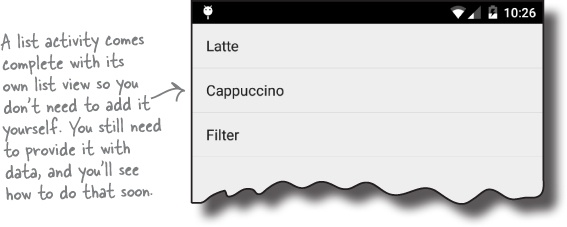 A list activity comes
complete with its
own list view so you
don't need to add it
yourself. You still need
to provide it with
data, and you'll see
how to do that soon.
10:26
Latte
Cappuccino
Filter